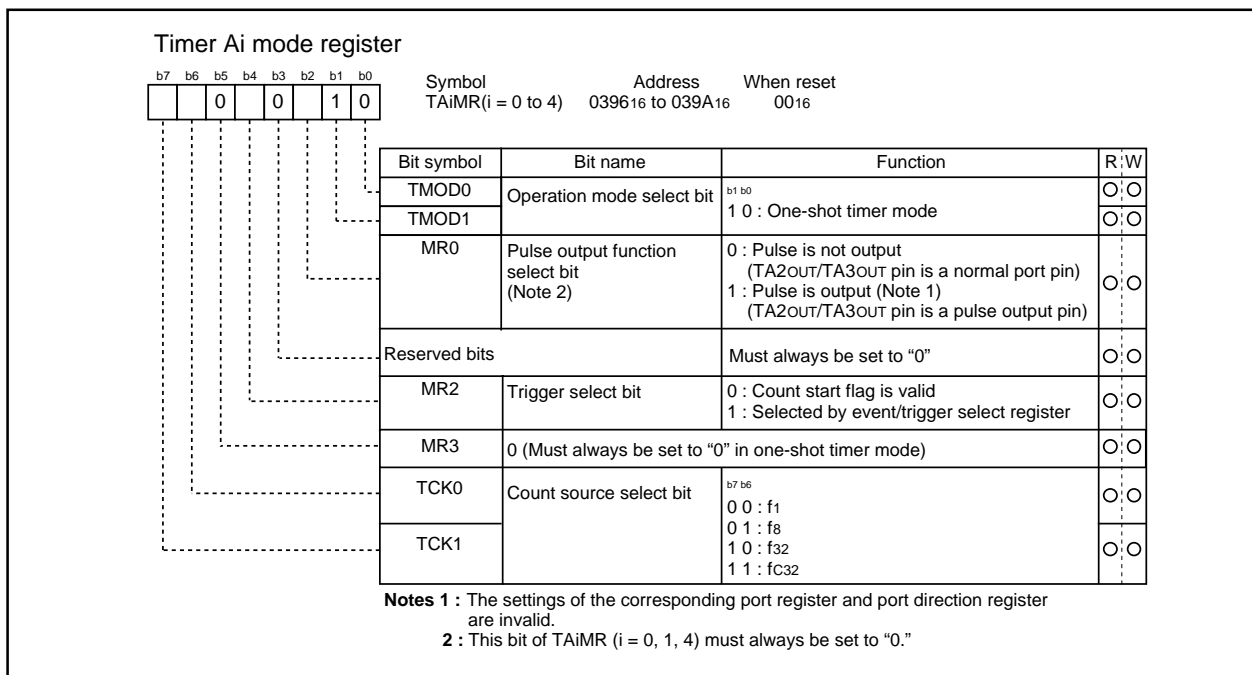 Timer Ai mode register
b7 b6 b5 b4 b3 b2 b1 b0
0 0 1 0
Symbol Address When reset
TAiMR(i = 0 to 4) 039616 to 039A16 0016
Bit symbol Bit name Function R W
TMOD0 Operation mode select bit b1 b0
TMOD1 1 0 : One-shot timer mode
MR0 Pulse output function 0 : Pulse is not output
select bit (TA2OUT/TA3OUT pin is a normal port pin)
(Note 2) 1 : Pulse is output (Note 1)
(TA2OUT/TA3OUT pin is a pulse output pin)
Reserved bits Must always be set to “0”
MR2 Trigger select bit 0 : Count start flag is valid
1 : Selected by event/trigger select register
MR3 0 (Must always be set to “0” in one-shot timer mode)
TCK0 Count source select bit b7 b6
0 0 : f1
0 1 : f8
TCK1 1 0 : f32
1 1 : fC32
Notes 1 : The settings of the corresponding port register and port direction register
are invalid.
2 : This bit of TAiMR (i = 0, 1, 4) must always be set to “0.”